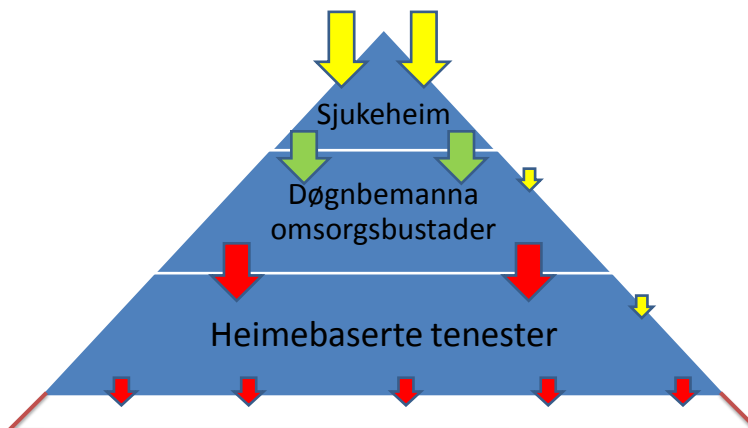 Sjukeheim
Døgnbemanna
omsorgsbustader
Heimebaserte tenester